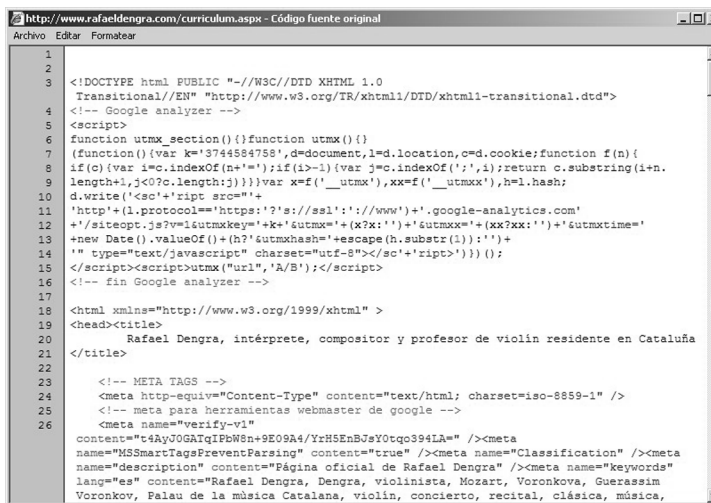 http://www.rafaeldengra.com/curriculum.aspx - Código fuente original
Archivo Editar Formatear
1
2
3 <!DOCTYPE html PUBLIC "-//W3C//DTD XHTML 1.0
Transitional//EN" "http://www.w3.org/TR/xhtml1/DTD/xhtml1-transitional.dtd">
4 <!-- Google analyzer -->
5 <script>
6 function utmx_section(){}function utmx(){}
7 (function(){var k='3744584758',d=document,l=d.location,c=d.cookie;function f(n){
8 if(c){var i=c.indexOf(n+'=');if(i>-1){var j=c.indexOf(';',i);return c.substring(i+n.
9 length+1,j<0?c.length:j)}}}var x=f('__utmx'),xx=f('__utmxx'),h=l.hash;
10 d.write('<sc'+'ript src="'+
11 'http'+(l.protocol=='https:'?'s://ssl':'://www')+'.google-analytics.com'
12 +'/siteopt.js?v=1&utmxkey='+k+'&utmx='+(x?x:'')+'&utmxx='+(xx?xx:'')+'&utmxtime='
13 +new Date().valueOf()+(h?'&utmxhash='+escape(h.substr(1)):'')+
14 '" type="text/javascript" charset="utf-8"></sc'+'ript>')})();
15 </script><script>utmx("url",'A/B');</script>
16 <!-- fin Google analyzer -->
17
18 <html xmlns="http://www.w3.org/1999/xhtml" >
19 <head><title>
20 Rafael Dengra, intérprete, compositor y profesor de violín residente en Cataluña
21 </title>
22
23 <!-- META TAGS -->
24 <meta http-equiv="Content-Type" content="text/html; charset=iso-8859-1" />
25 <!-- meta para herramientas webmaster de google -->
26 <meta name="verify-v1"
content="t4AyJ0GATqIPbW8n+9E09A4/YrH5EnBJsY0tqo394LA=" /><meta
name="MSSmartTagsPreventParsing" content="true" /><meta name="Classification" /><meta
name="description" content="Página oficial de Rafael Dengra" /><meta name="keywords"
lang="es" content="Rafael Dengra, Dengra, violinista, Mozart, Voronkova, Guerassim
Voronkov, Palau de la mùsica Catalana, violín, concierto, recital, clásica, música,